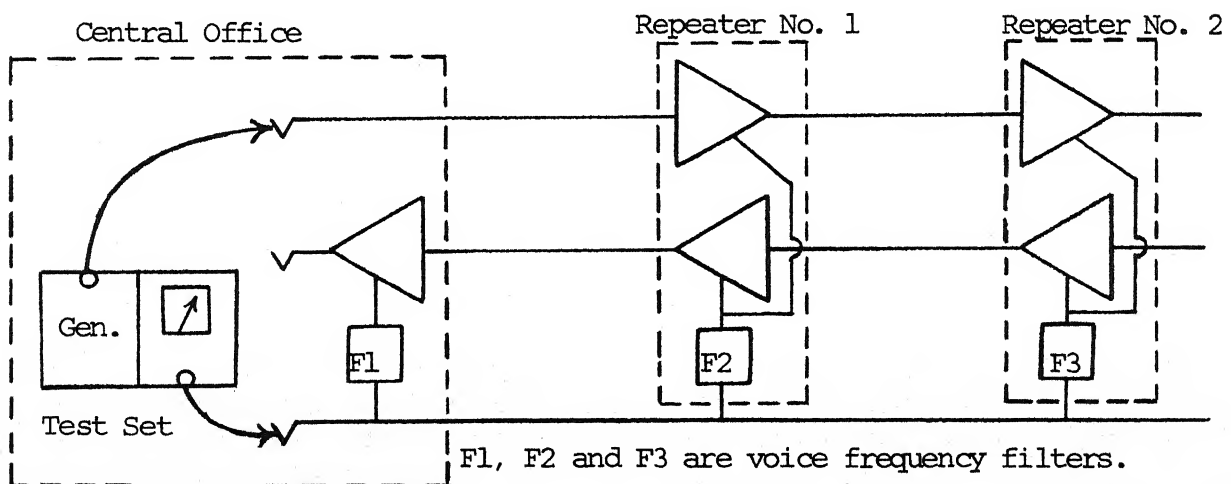 Central Office
Repeater No. 1
Repeater No. 2
Gen.
F1
F2
F3
Test Set
F1, F2 and F3 are voice frequency filters.